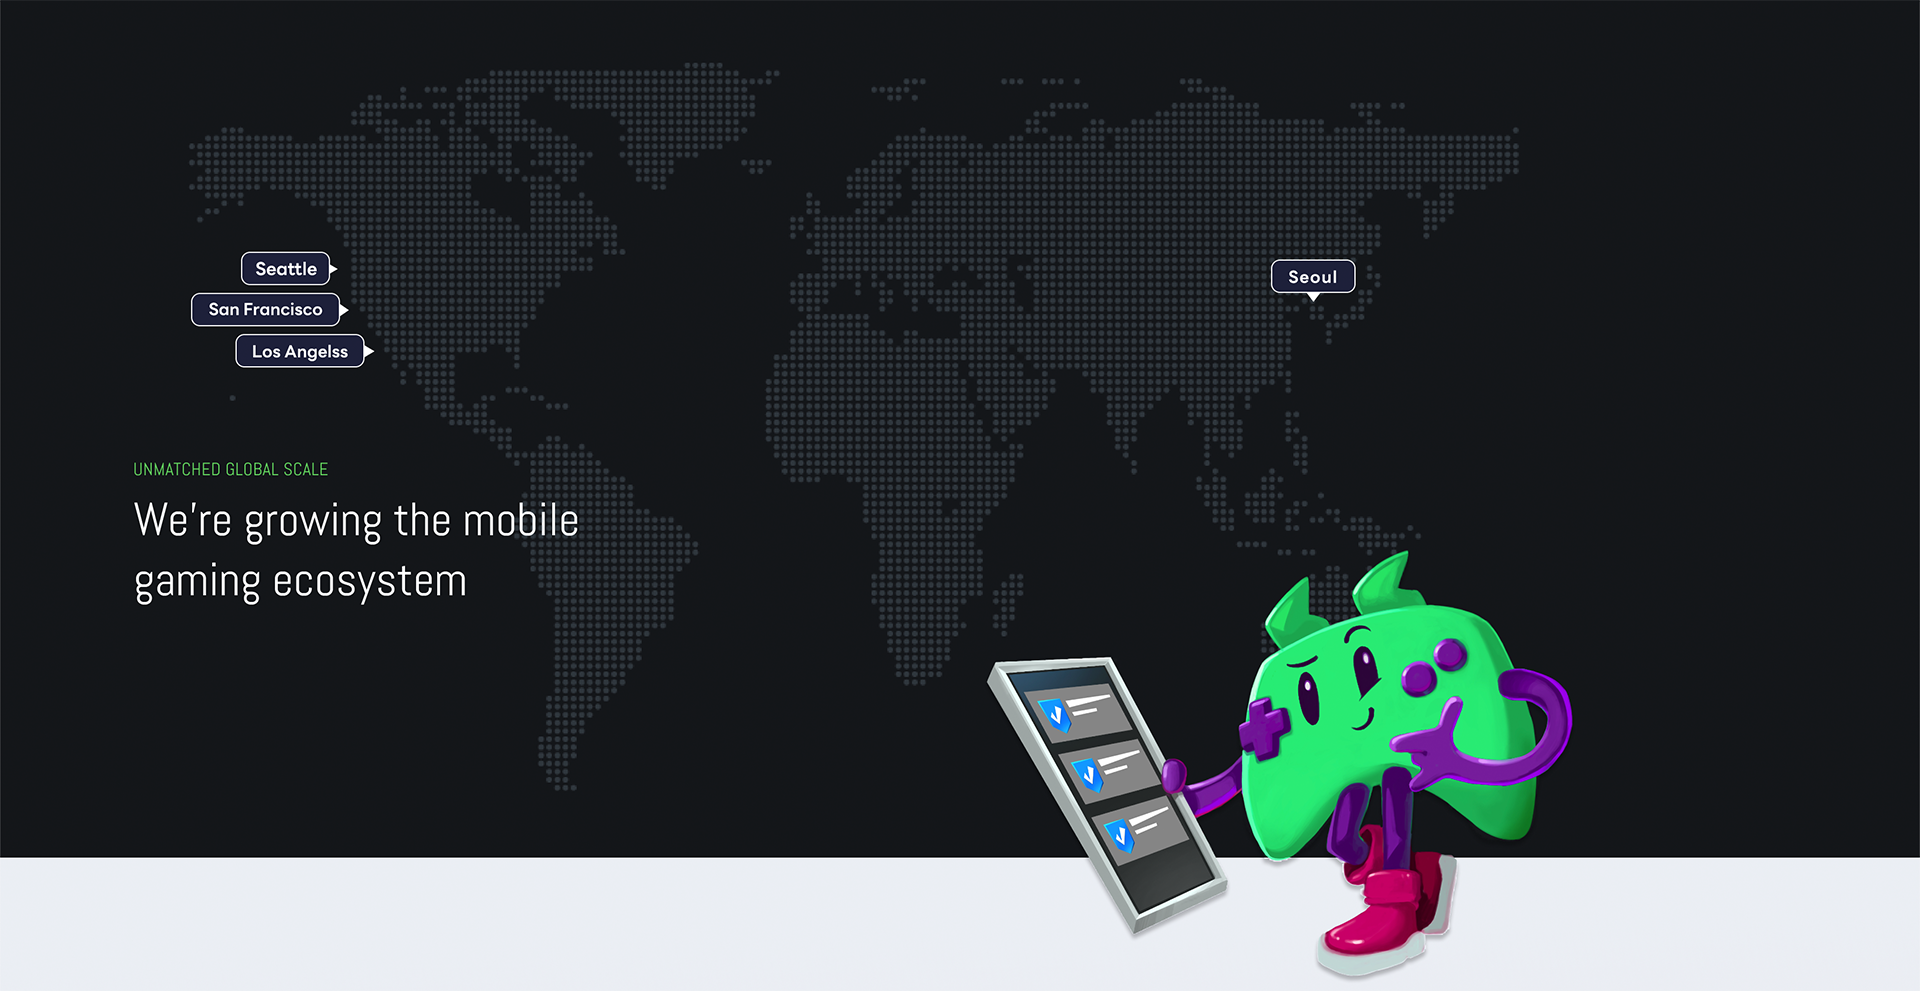 Seattle
San Francisco
Los Angelss
Seoul
UNMATCHED GLOBAL SCALE
We're growing the mobile
gaming ecosystem